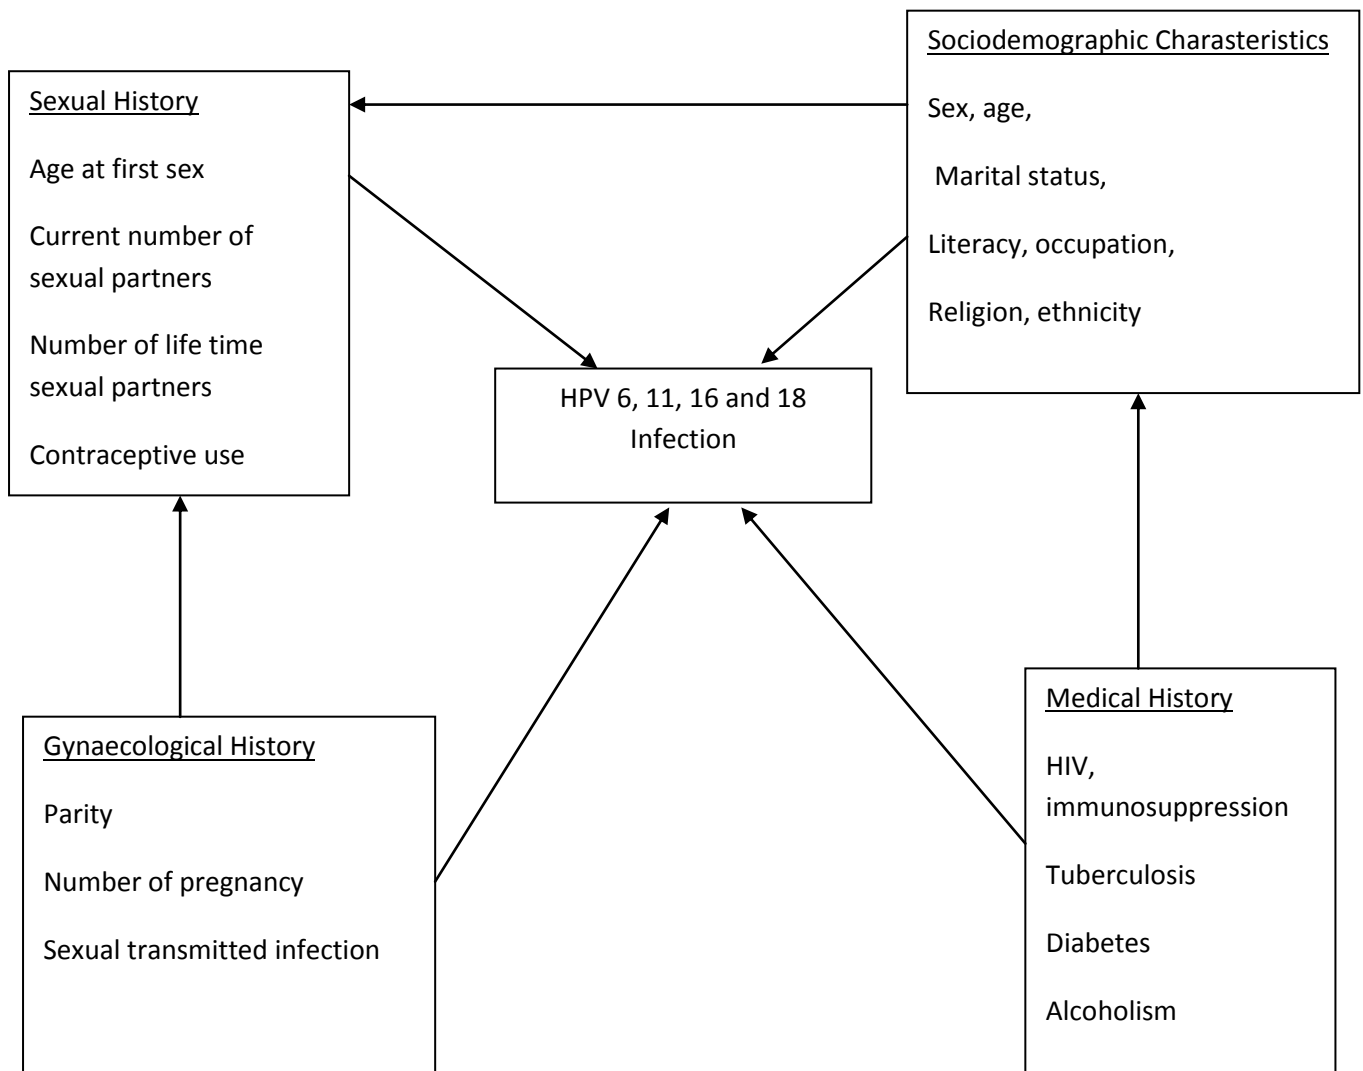 Sociodemographic Charasteristics
Sex, age,
Marital status,
Literacy, occupation,
Religion, ethnicity
Sexual History
Age at first sex
Current number of
sexual partners
Number of life time
sexual partners
Contraceptive use
HPV 6, 11, 16 and 18
Infection
Gynaecological History
Parity
Number of pregnancy
Sexual transmitted infection
Medical History
HIV,
immunosuppression
Tuberculosis
Diabetes
Alcoholism